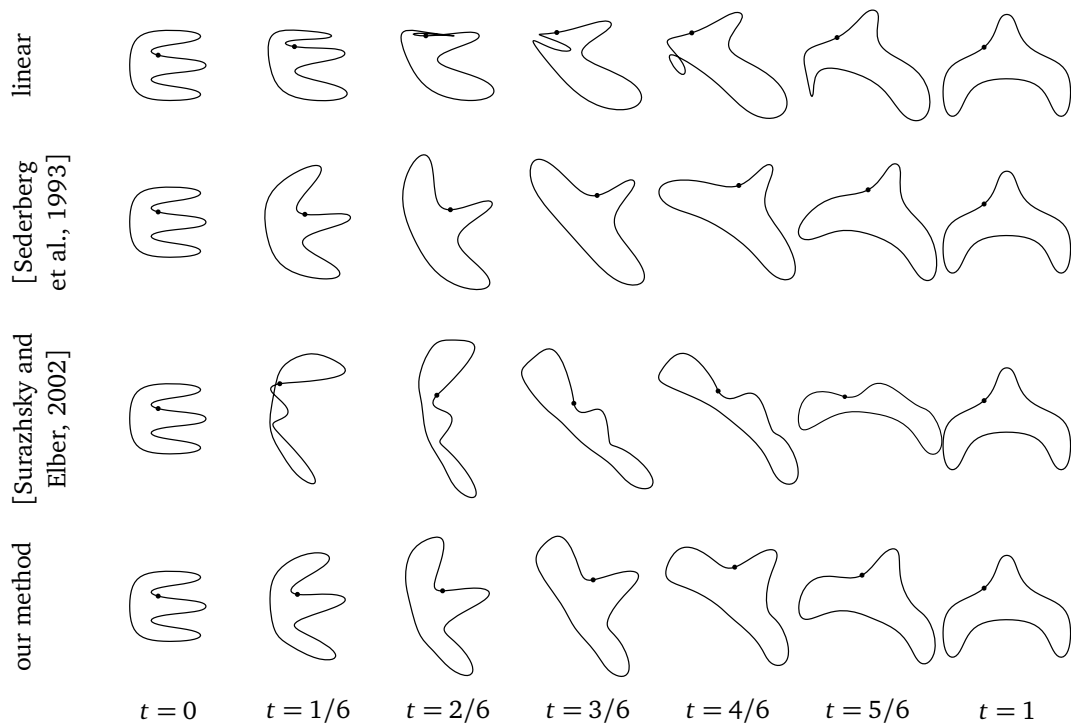 linear
[Sederberg
et al., 1993]
[Surazhsky and
Elber, 2002]
our method
t = 0
t = 1/6
t = 2/6
t = 3/6
t = 4/6
t = 5/6
t = 1